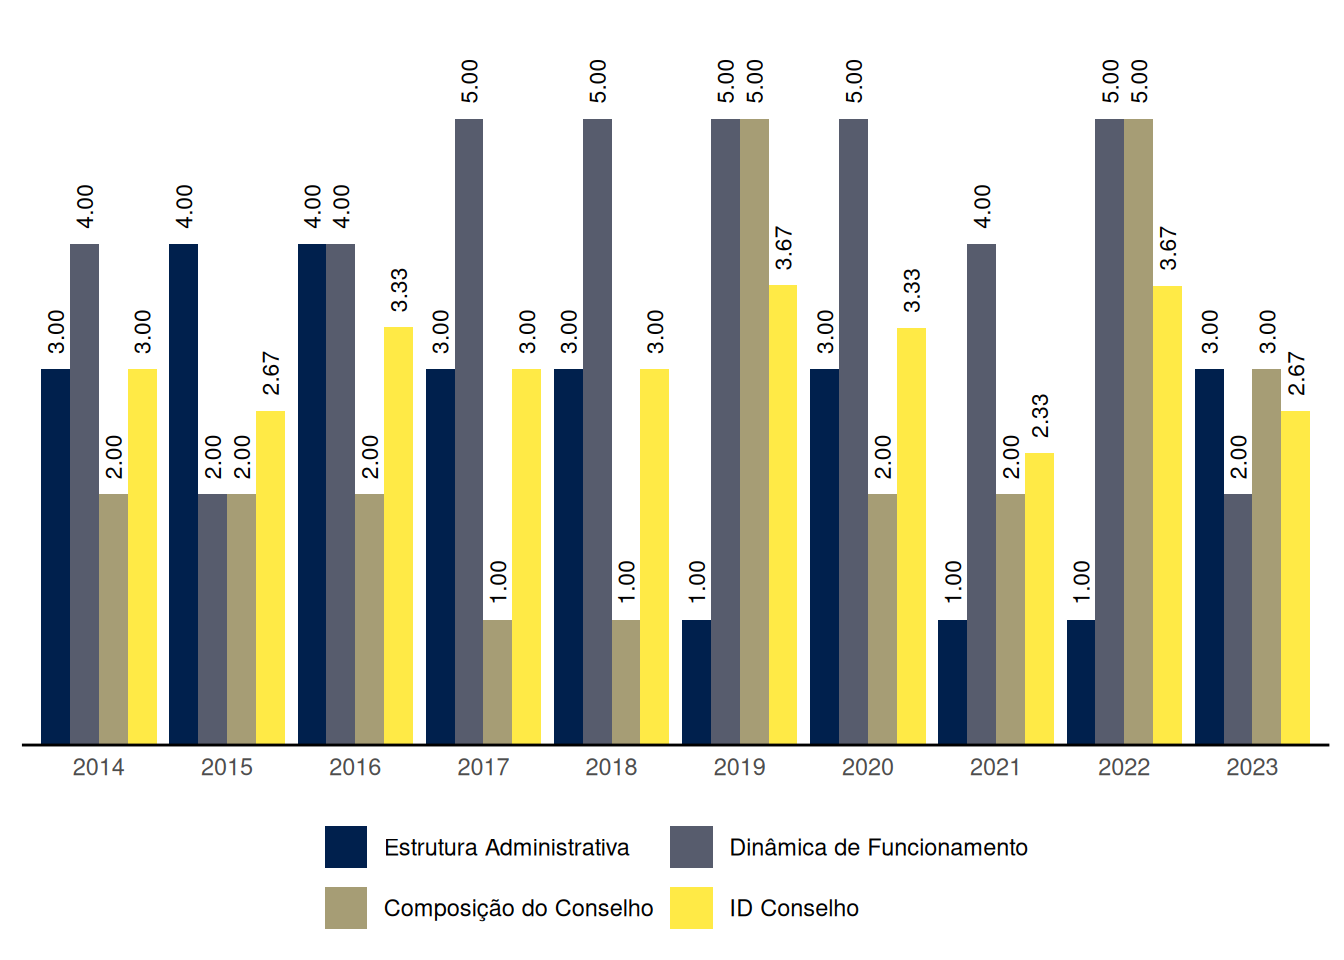 5.00 5.00 5.00 5.00 5.00 5.00 5.00
4.00 4.00 4.00 4.00 4.00
3.67 3.67
3.33 3.33
3.00 3.00 3.00 3.00 3.00 3.00 3.00 3.00 3.00
2.67 2.67
2.00 2.00 2.00 2.00 2.00 2.00 2.33 2.00
1.00 1.00 1.00 1.00 1.00
2014 2015 2016 2017 2018 2019 2020 2021 2022 2023
Estrutura Administrativa Dinâmica de Funcionamento
Composição do Conselho ID Conselho